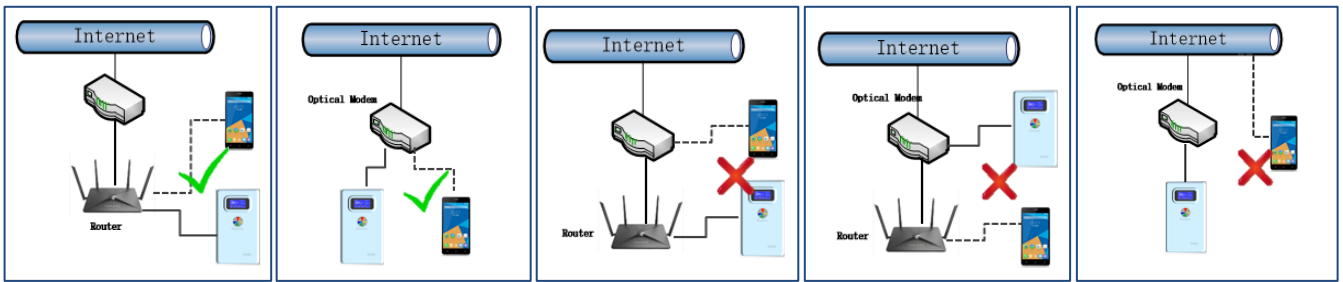 Internet
Router
Internet
Optical Modem
Internet
Router
Internet
Optical Modem
Router
Internet
Optical Modem